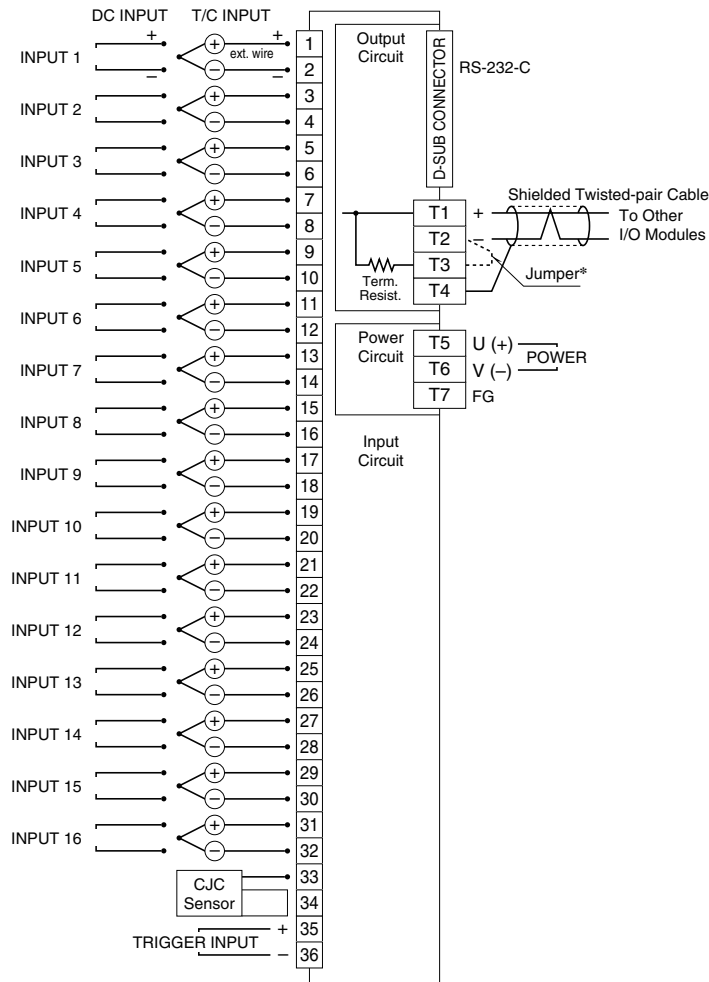 DC INPUT T/C INPUT
INPUT 1 + – + – ext. wire + – 1 2
INPUT 2 + – 3 4
INPUT 3 + – 5 6
INPUT 4 + – 7 8
INPUT 5 + – 9 10
INPUT 6 + – 11 12
INPUT 7 + – 13 14
INPUT 8 + – 15 16
INPUT 9 + – 17 18
INPUT 10 + – 19 20
INPUT 11 + – 21 22
INPUT 12 + – 23 24
INPUT 13 + – 25 26
INPUT 14 + – 27 28
INPUT 15 + – 29 30
INPUT 16 + – 31 32
CJC
Sensor
33
34
TRIGGER INPUT + – 35 36
Output
Circuit
D-SUB CONNECTOR
RS-232-C
T1 +
T2 –
T3
T4
Term.
Resist.
Shielded Twisted-pair Cable
To Other
I/O Modules
Jumper*
Power
Circuit
T5 U (+)
T6 V (–)
POWER
T7 FG
Input
Circuit